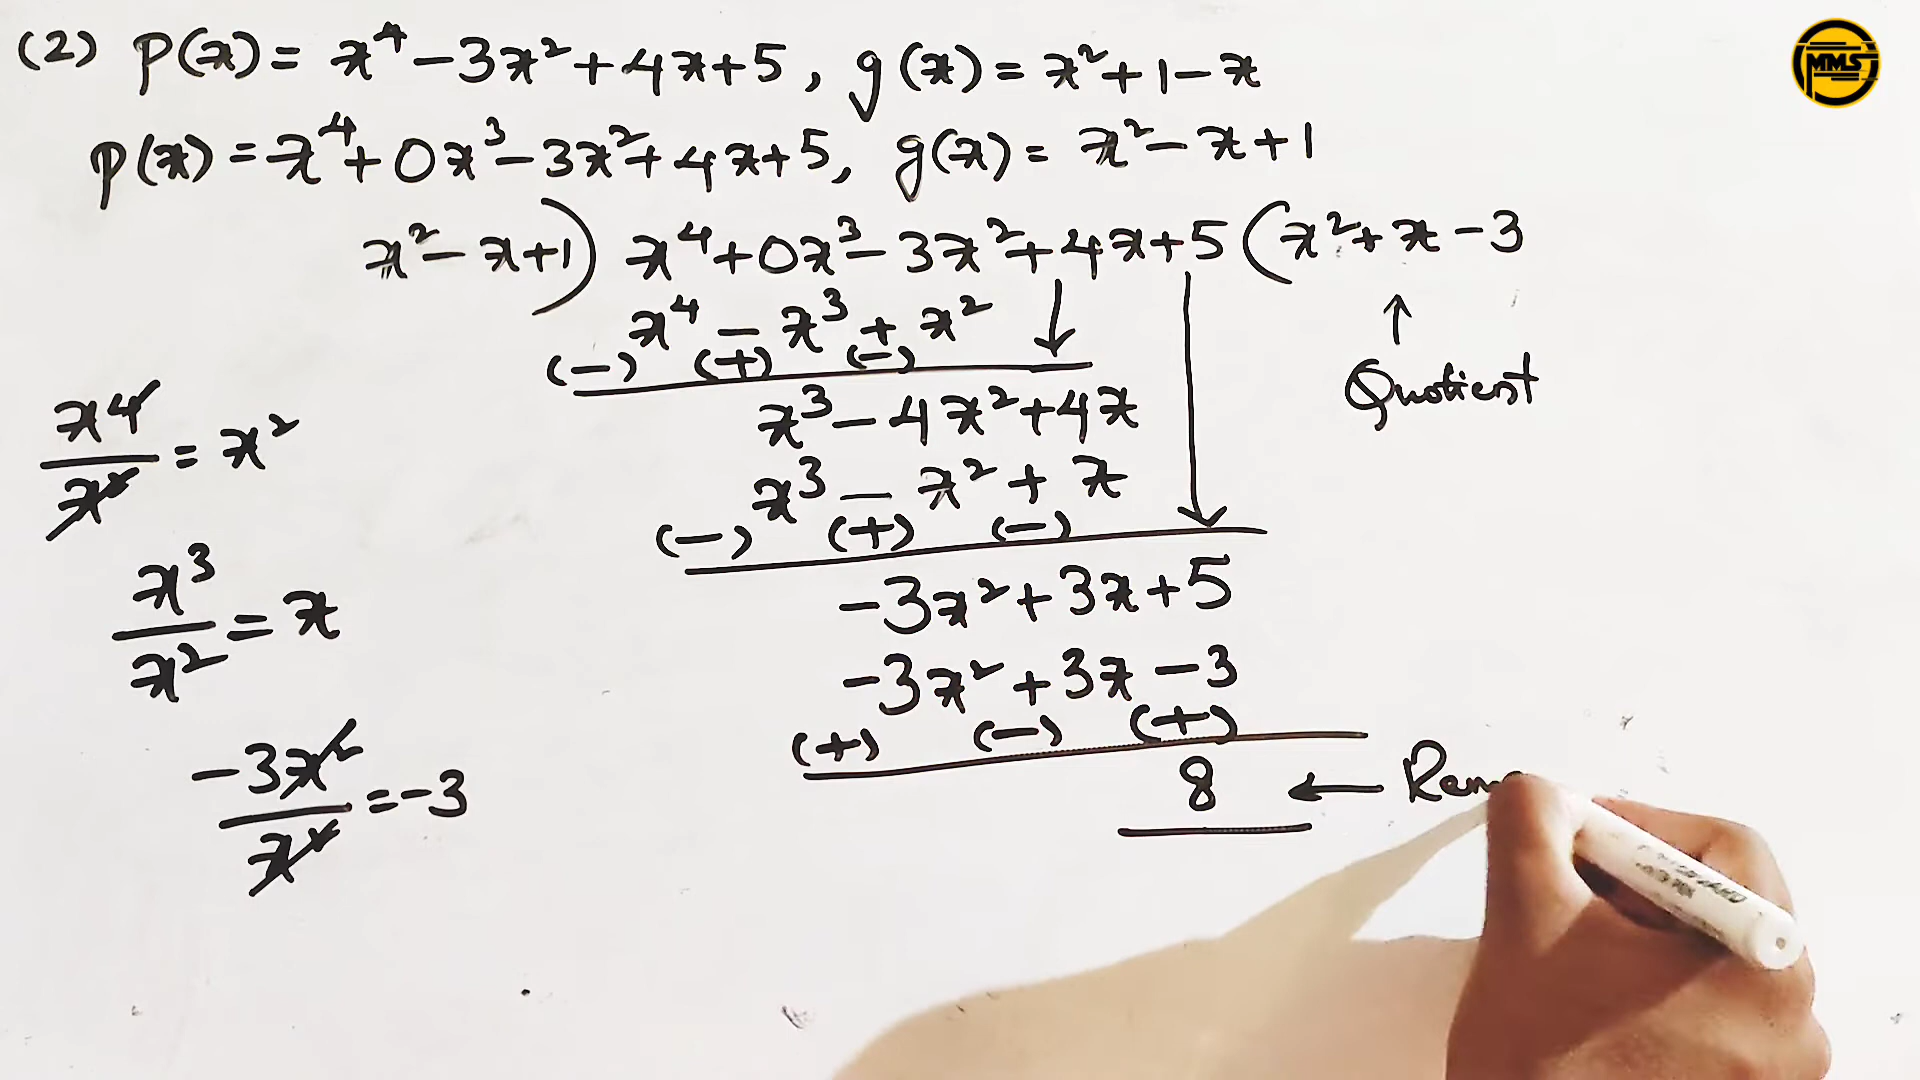 (2) p(x) = x⁴ - 3x² + 4x + 5, g(x) = x² + 1 - x
p(x) = x⁴ + 0x³ - 3x² + 4x + 5, g(x) = x² - x + 1
x² - x + 1) x⁴ + 0x³ - 3x² + 4x + 5 (x² + x - 3
x⁴ - x³ + x²
(-) (+) (-)
x³ - 4x² + 4x
x³ - x² + x
(-) (+) (-)
-3x² + 3x + 5
-3x² + 3x - 3
(+) (-) (+)
8 ← Rem
↑
Quotient
x⁴/x² = x²
x³/x² = x
-3x²/x² = -3
MMS